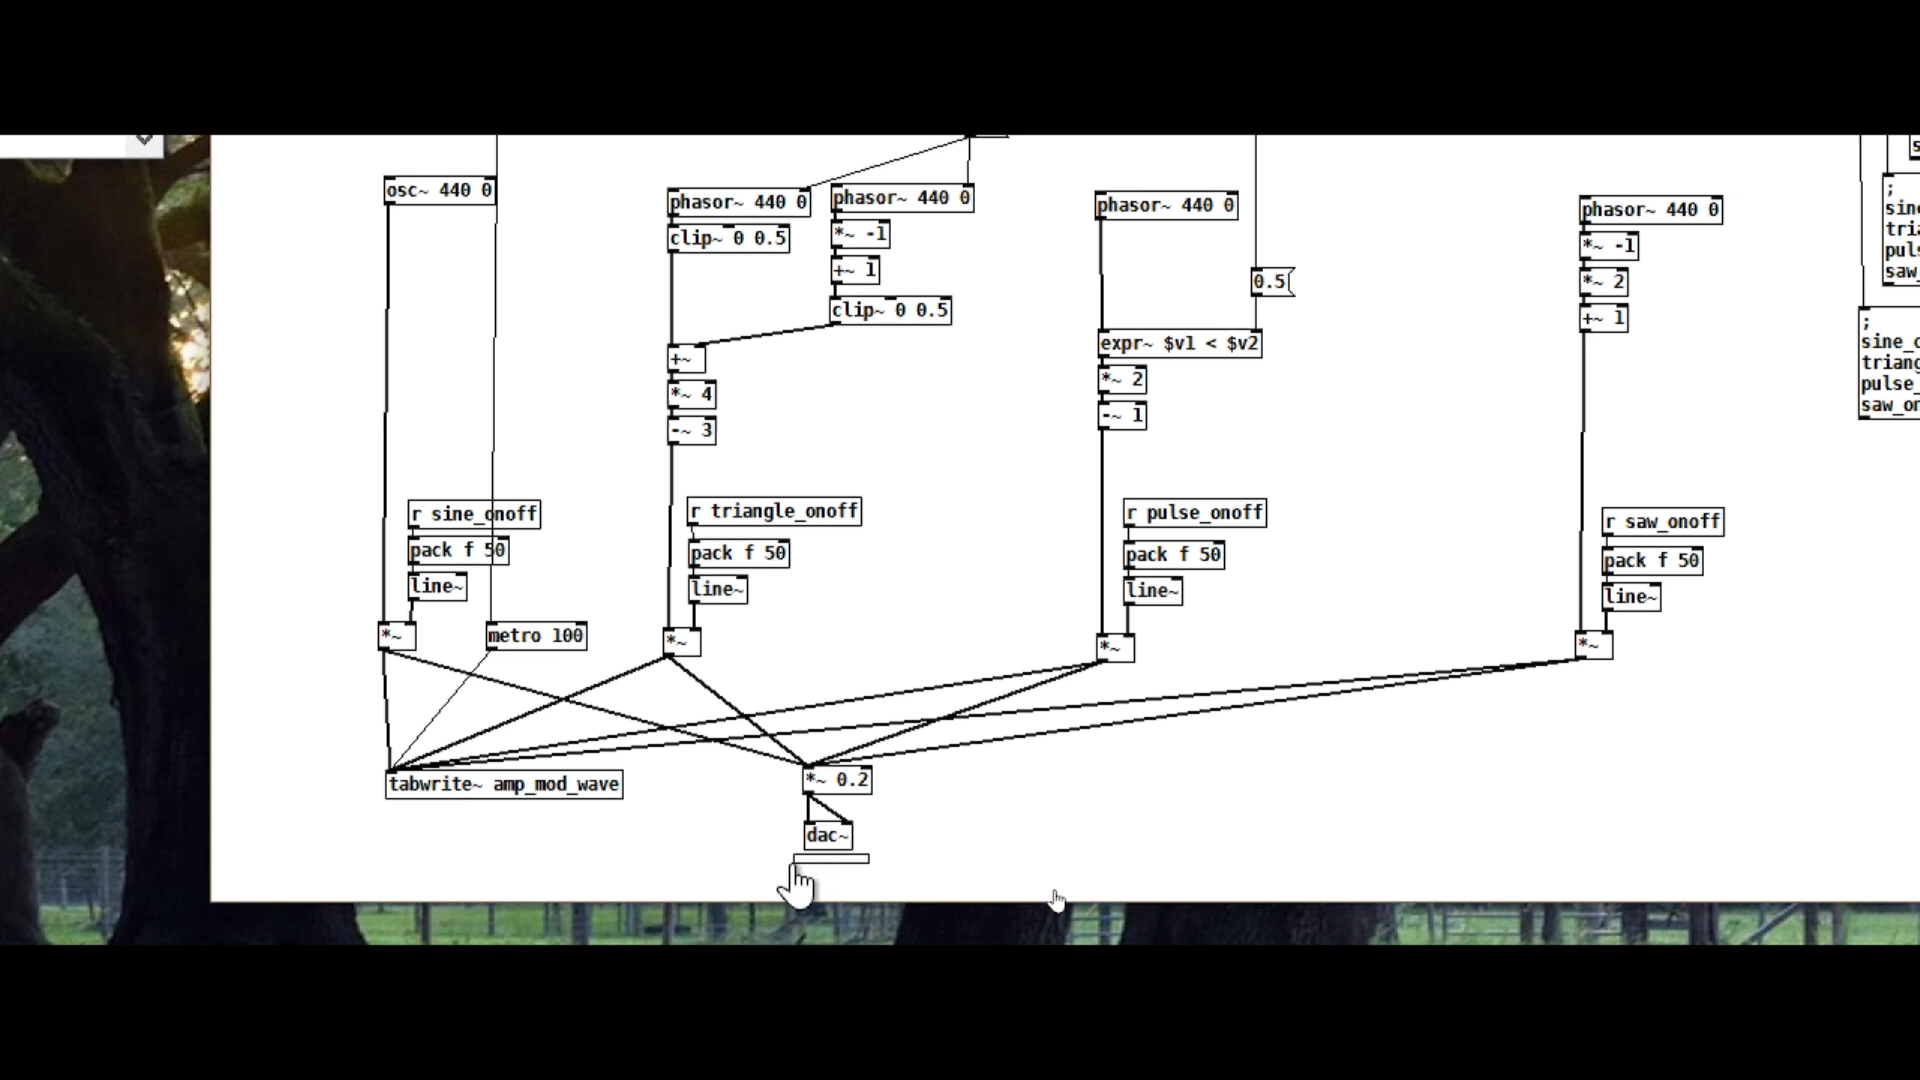 osc~ 440 0
phasor~ 440 0
clip~ 0 0.5
phasor~ 440 0
*~ -1
+~ 1
clip~ 0 0.5
+~
*~ 4
-~ 3
phasor~ 440 0
0.5
expr~ $v1 < $v2
*~ 2
-~ 1
phasor~ 440 0
*~ -1
*~ 2
+~ 1
;
;
r sine_onoff
pack f 50
line~
*~
metro 100
r triangle_onoff
pack f 50
line~
*~
r pulse_onoff
pack f 50
line~
*~
r saw_onoff
pack f 50
line~
*~
tabwrite~ amp_mod_wave
*~ 0.2
dac~